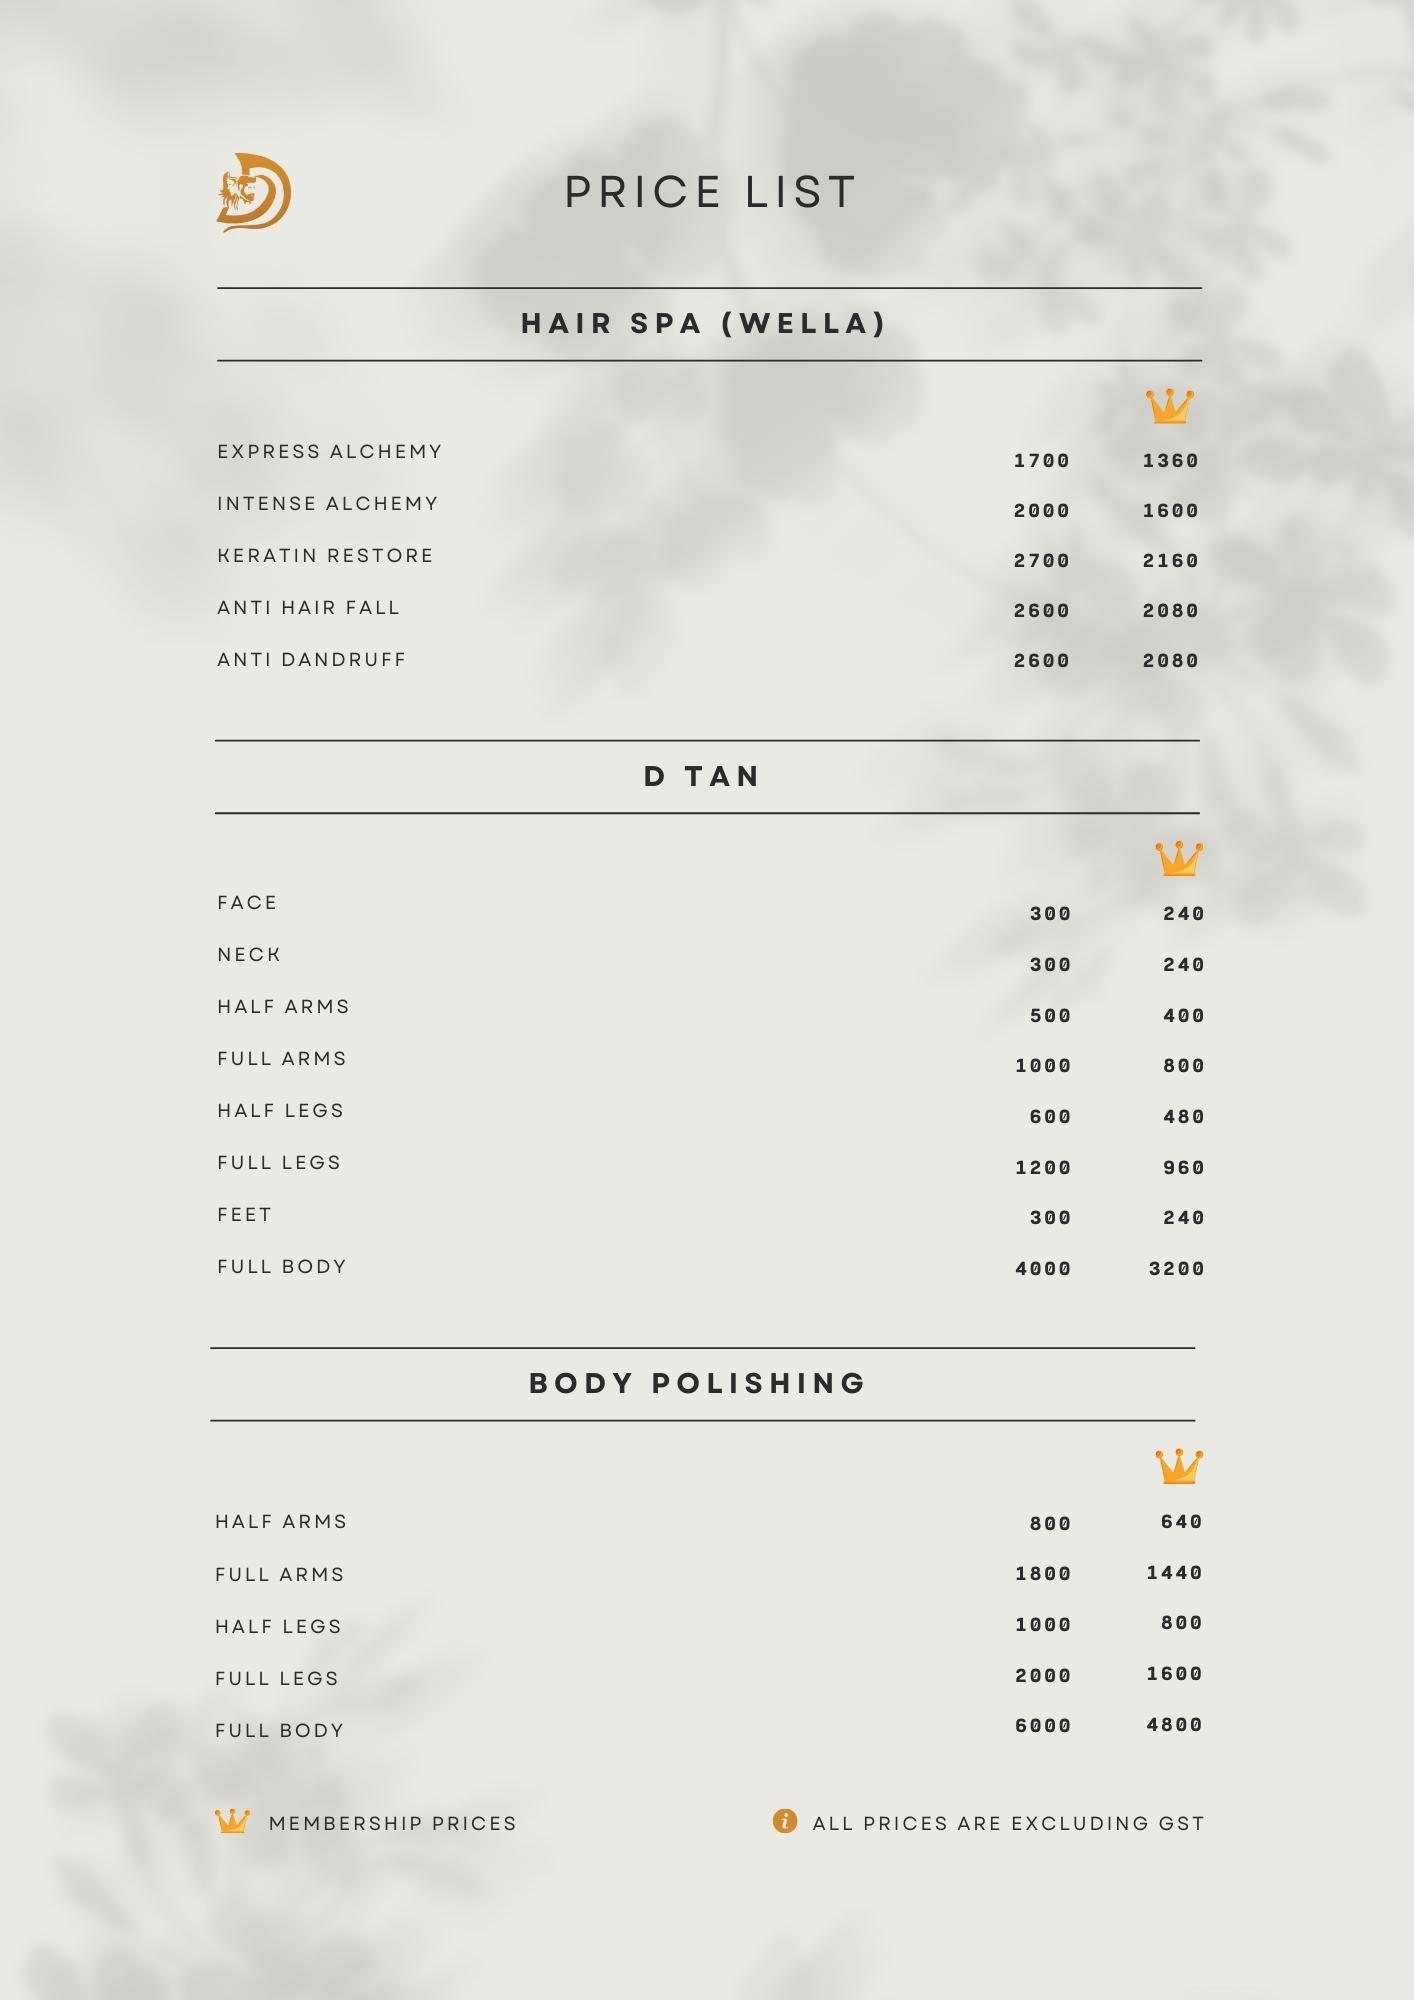 PRICE LIST
HAIR SPA (WELLA)
EXPRESS ALCHEMY 1700 1360
INTENSE ALCHEMY 2000 1600
KERATIN RESTORE 2700 2160
ANTI HAIR FALL 2600 2080
ANTI DANDRUFF 2600 2080
D TAN
FACE 300 240
NECK 300 240
HALF ARMS 500 400
FULL ARMS 1000 800
HALF LEGS 600 480
FULL LEGS 1200 960
FEET 300 240
FULL BODY 4000 3200
BODY POLISHING
HALF ARMS 800 640
FULL ARMS 1800 1440
HALF LEGS 1000 800
FULL LEGS 2000 1600
FULL BODY 6000 4800
MEMBERSHIP PRICES
ALL PRICES ARE EXCLUDING GST